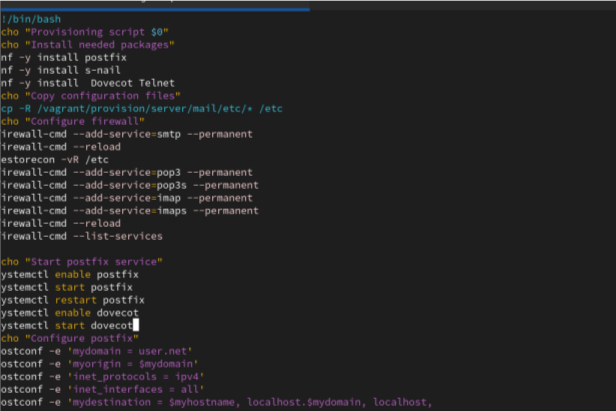 !/bin/bash
cho "Provisioning script $0"
cho "Install needed packages"
nf -y install postfix
nf -y install s-nail
nf -y install  Dovecot Telnet
cho "Copy configuration files"
cp -R /vagrant/provision/server/mail/etc/* /etc
cho "Configure firewall"
irewall-cmd --add-service=smtp --permanent
irewall-cmd --reload
estorecon -vR /etc
irewall-cmd --add-service=pop3 --permanent
irewall-cmd --add-service=pop3s --permanent
irewall-cmd --add-service=imap --permanent
irewall-cmd --add-service=imaps --permanent
irewall-cmd --reload
irewall-cmd --list-services
cho "Start postfix service"
ystemctl enable postfix
ystemctl start postfix
ystemctl restart postfix
ystemctl enable dovecot
ystemctl start dovecot
cho "Configure postfix"
ostconf -e 'mydomain = user.net'
ostconf -e 'myorigin = $mydomain'
ostconf -e 'inet_protocols = ipv4'
ostconf -e 'inet_interfaces = all'
ostconf -e 'mydestination = $myhostname, localhost.$mydomain, localhost,